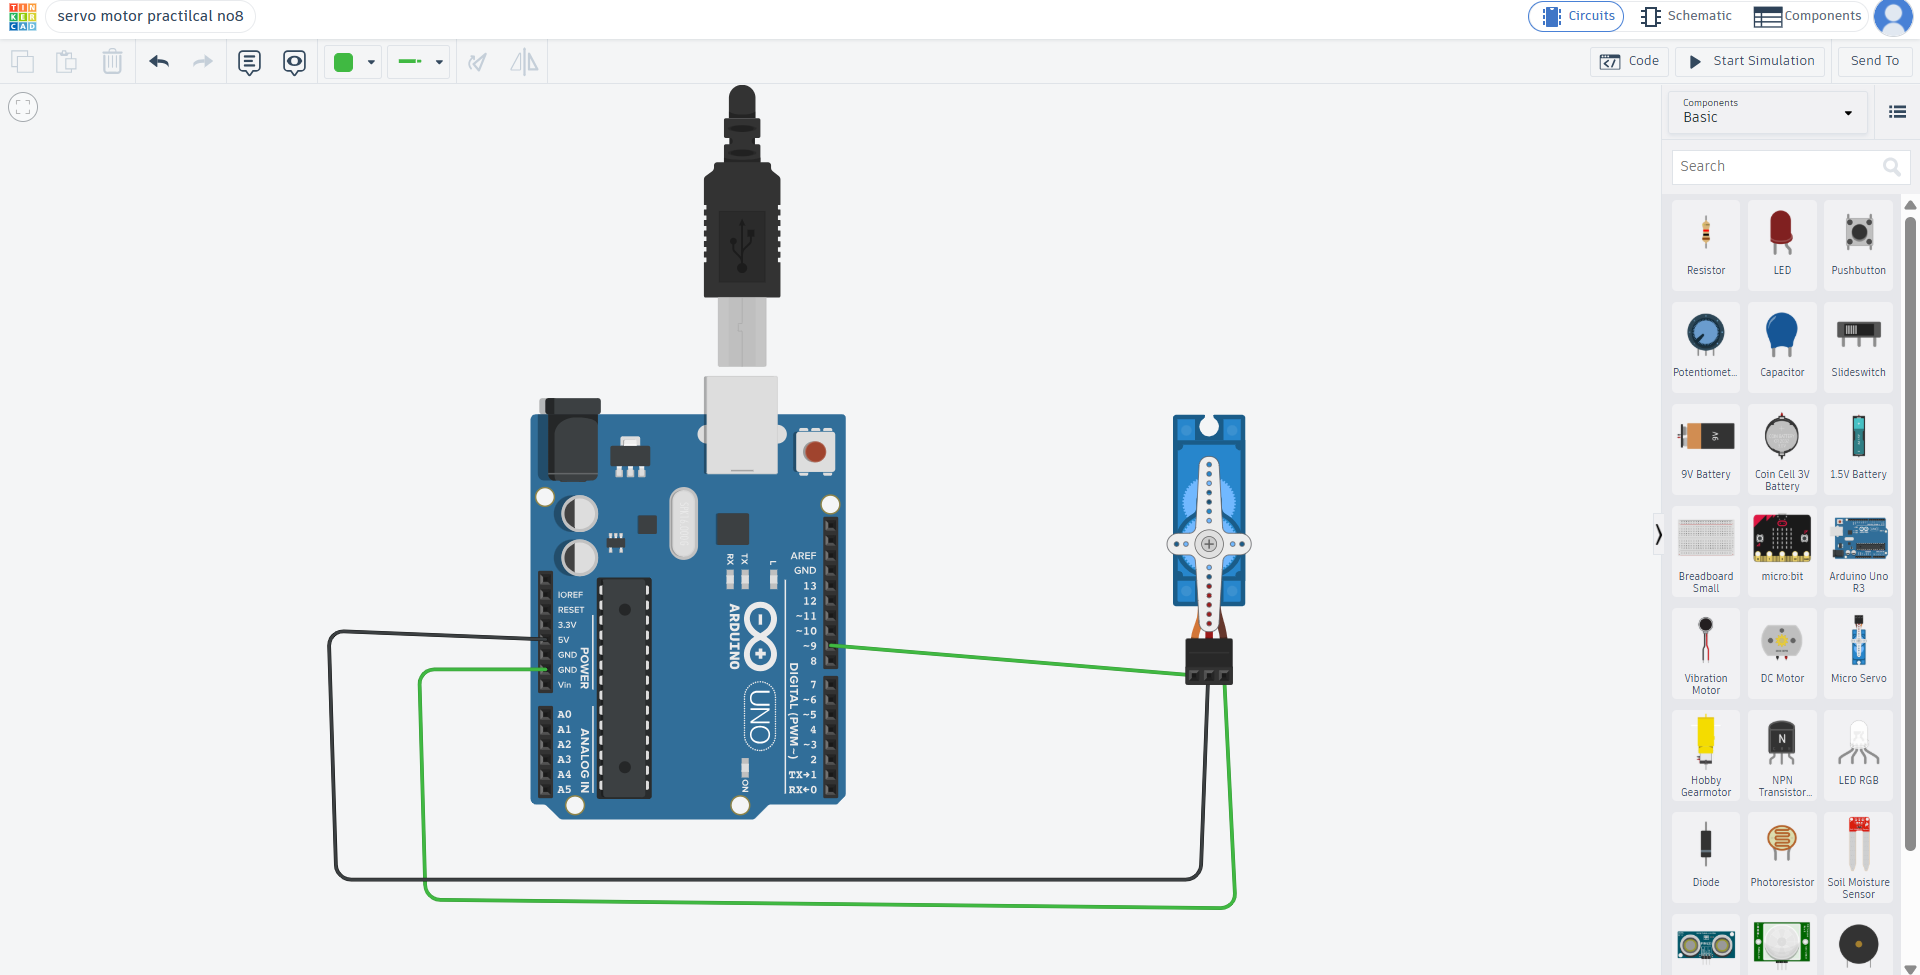 TIN
KER
CAD
servo motor practilcal no8
Circuits
Schematic
Components
Code
Start Simulation
Send To
Components
Basic
Search
Resistor
LED
Pushbutton
Potentiomet...
Capacitor
Slideswitch
9V
9V Battery
Coin Cell 3V
Battery
1.5V Battery
Breadboard
Small
micro:bit
Arduino Uno
R3
Vibration
Motor
DC Motor
Micro Servo
N
Hobby
Gearmotor
NPN
Transistor...
LED RGB
Diode
Photoresistor
Soil Moisture
Sensor
IOREF
RESET
3.3V
5V
GND
GND
Vin
POWER
A0
A1
A2
A3
A4
A5
ANALOG IN
RX
TX
L
ARDUINO
UNO
ON
AREF
GND
13
12
~11
~10
~9
8
7
~6
~5
4
~3
2
TX→1
RX←0
DIGITAL (PWM~)